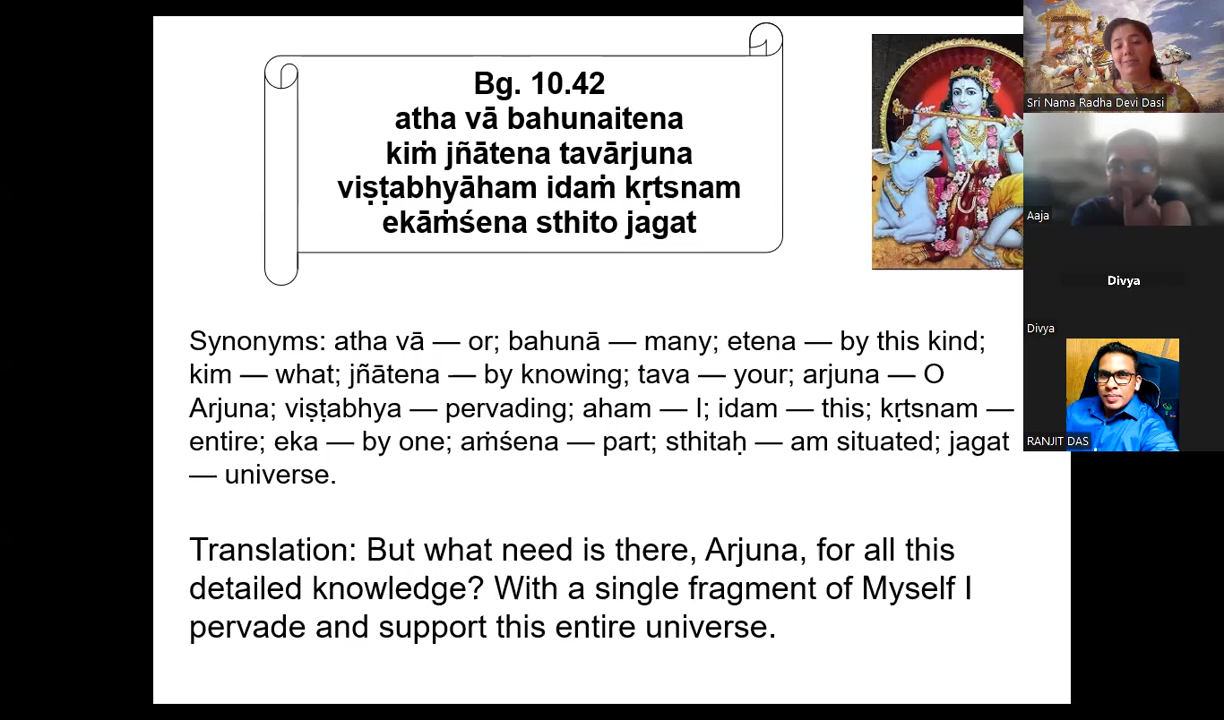 Bg. 10.42
atha vā bahunaitena
kiṁ jñātena tavārjuna
viṣṭabhyāham idaṁ kṛtsnam
ekāṁśena sthito jagat
Synonyms: atha vā — or; bahunā — many; etena — by this kind;
kim — what; jñātena — by knowing; tava — your; arjuna — O
Arjuna; viṣṭabhya — pervading; aham — I; idam — this; kṛtsnam —
entire; eka — by one; aṁśena — part; sthitaḥ — am situated; jagat
— universe.
Translation: But what need is there, Arjuna, for all this
detailed knowledge? With a single fragment of Myself I
pervade and support this entire universe.
Sri Nama Radha Devi Dasi
Aaja
Divya
Divya
RANJIT DAS